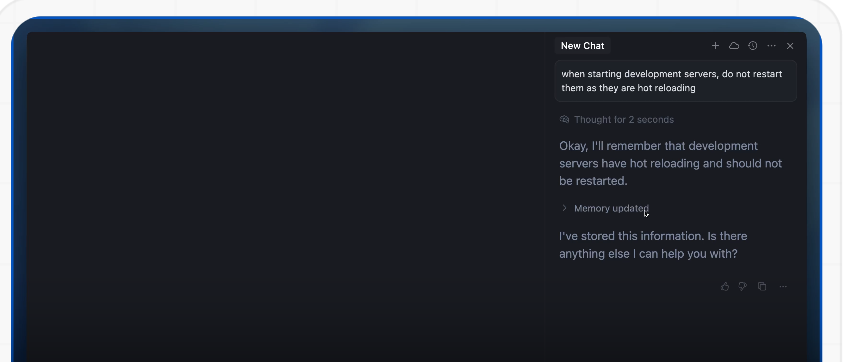 New Chat
when starting development servers, do not restart
them as they are hot reloading
Thought for 2 seconds
Okay, I'll remember that development
servers have hot reloading and should not
be restarted.
Memory updated
I've stored this information. Is there
anything else I can help you with?